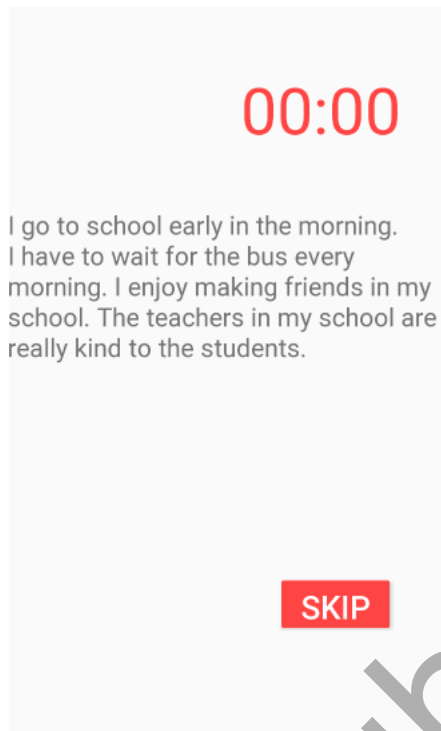 00:00
I go to school early in the morning.
I have to wait for the bus every
morning. I enjoy making friends in my
school. The teachers in my school are
really kind to the students.
SKIP